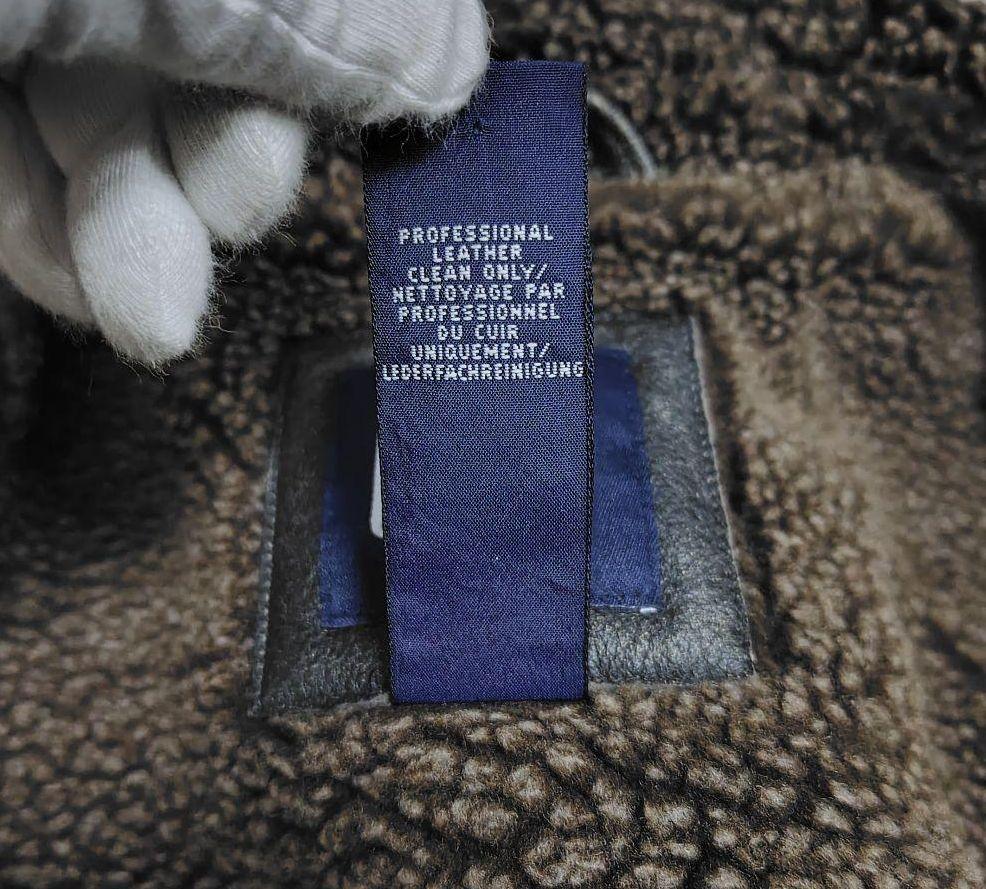 PROFESSIONAL
LEATHER
CLEAN ONLY/
NETTOYAGE PAR
PROFESSIONNEL
DU CUIR
UNIQUEMENT/
LEDERFACHREINIGUNG